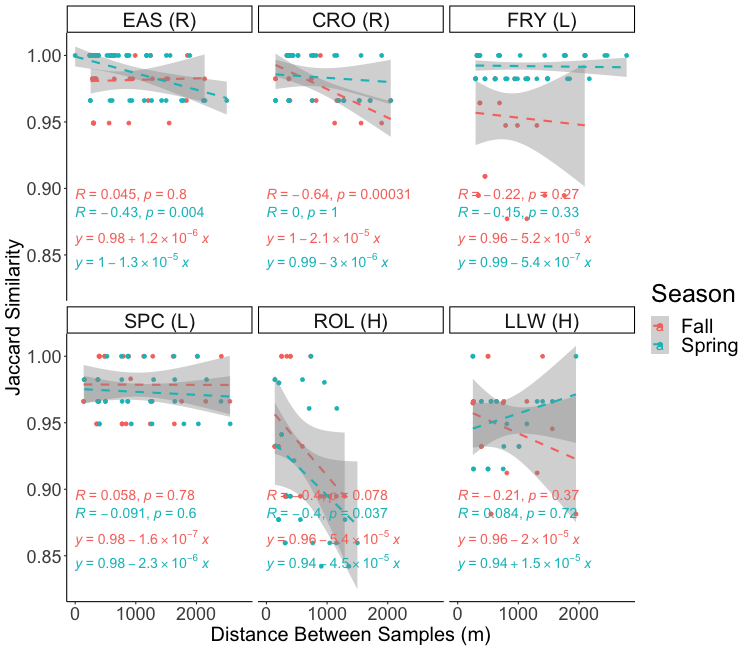 EAS (R)
CRO (R)
FRY (L)
1.00
0.95
0.90
0.85
R = 0.045, p = 0.8
R = −0.43, p = 0.004
y = 0.98 + 1.2 × 10⁻⁶ x
y = 1 − 1.3 × 10⁻⁵ x
R = −0.64, p = 0.00031
R = 0, p = 1
y = 1 − 2.1 × 10⁻⁵ x
y = 0.99 − 3 × 10⁻⁶ x
R = −0.22, p = 0.27
R = −0.15, p = 0.33
y = 0.96 − 5.2 × 10⁻⁶ x
y = 0.99 − 5.4 × 10⁻⁷ x
Jaccard Similarity
SPC (L)
ROL (H)
LLW (H)
1.00
0.95
0.90
0.85
R = 0.058, p = 0.78
R = −0.091, p = 0.6
y = 0.98 − 1.6 × 10⁻⁷ x
y = 0.98 − 2.3 × 10⁻⁶ x
R = −0.4, p = 0.078
R = −0.4, p = 0.037
y = 0.96 − 5.4 × 10⁻⁵ x
y = 0.94 − 4.5 × 10⁻⁵ x
R = −0.21, p = 0.37
R = 0.084, p = 0.72
y = 0.96 − 2 × 10⁻⁵ x
y = 0.94 + 1.5 × 10⁻⁵ x
0 1000 2000
0 1000 2000
0 1000 2000
Distance Between Samples (m)
Season
a Fall
a Spring